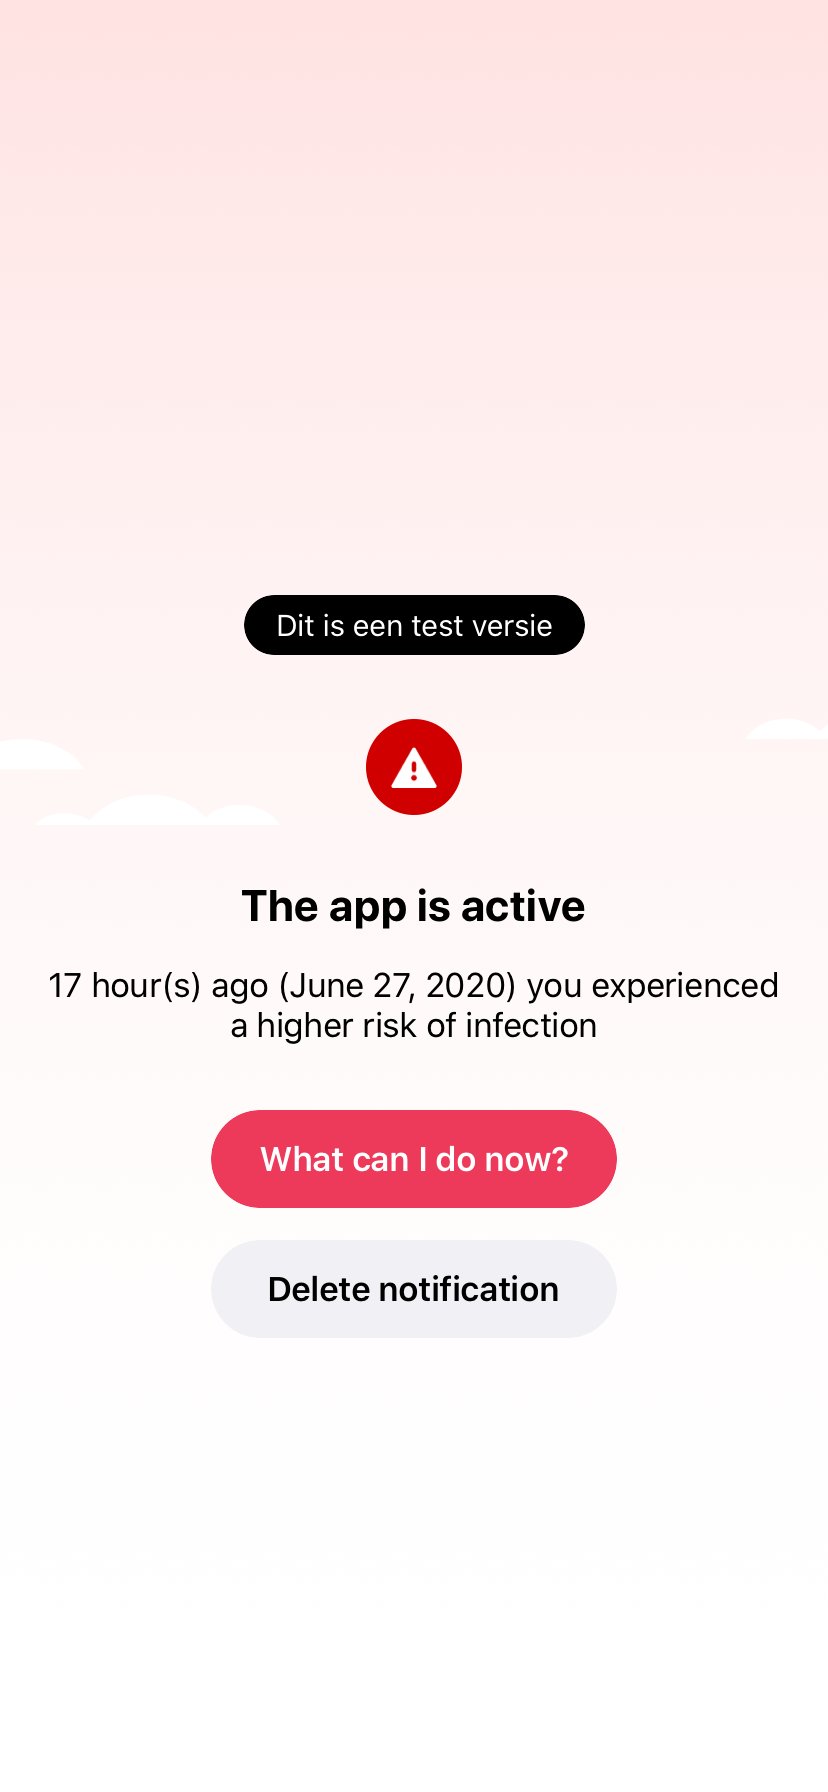 Dit is een test versie
The app is active
17 hour(s) ago (June 27, 2020) you experienced
a higher risk of infection
What can I do now?
Delete notification